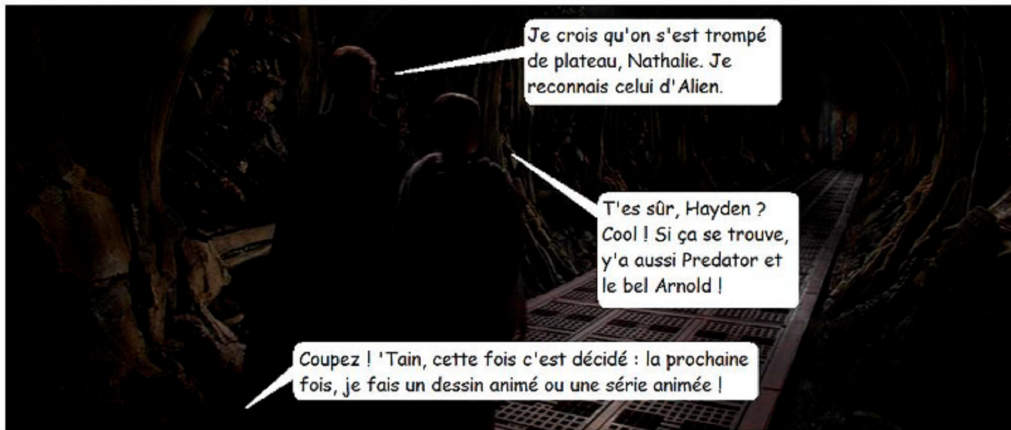 Je crois qu'on s'est trompé
de plateau, Nathalie. Je
reconnais celui d'Alien.
T'es sûr, Hayden ?
Cool ! Si ça se trouve,
y'a aussi Predator et
le bel Arnold !
Coupez ! 'Tain, cette fois c'est décidé : la prochaine
fois, je fais un dessin animé ou une série animée !